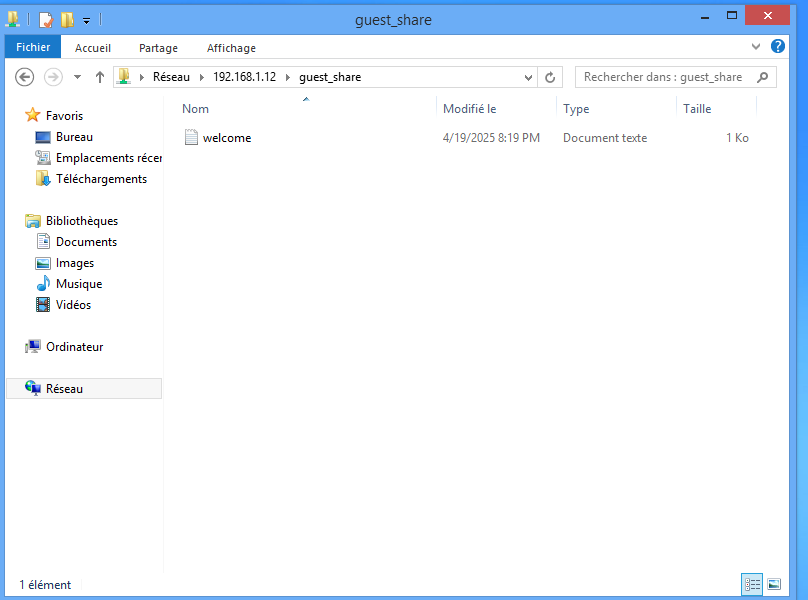 guest_share
Fichier Accueil Partage Affichage
Réseau 192.168.1.12 guest_share Rechercher dans : guest_share
Nom Modifié le Type Taille
welcome 4/19/2025 8:19 PM Document texte 1 Ko
Favoris
Bureau
Emplacements récer
Téléchargements
Bibliothèques
Documents
Images
Musique
Vidéos
Ordinateur
Réseau
1 élément